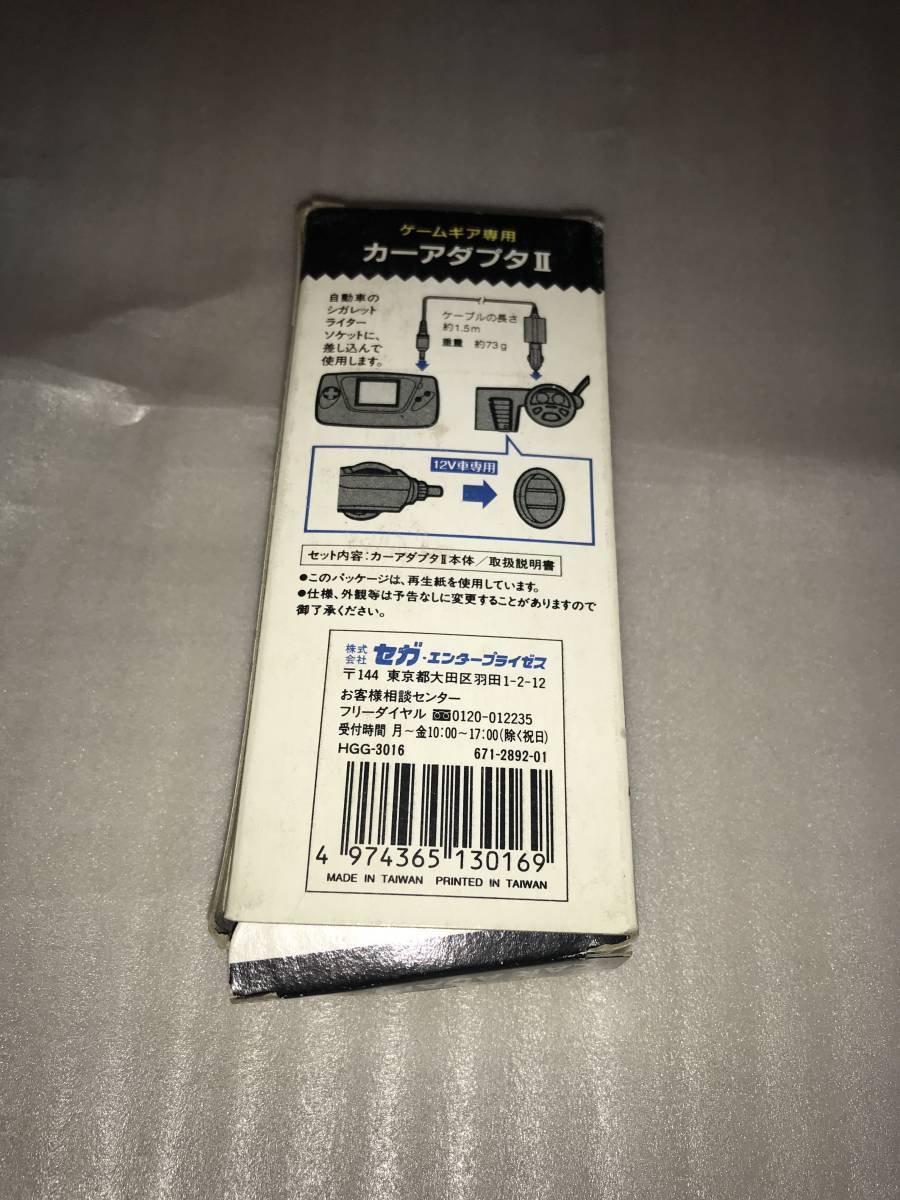 ゲームギア専用
カーアダプタⅡ
自動車の
シガレット
ライター
ソケットに、
差し込んで
使用します。
ケーブルの長さ
約1.5m
重量 約73g
12V車専用
セット内容:カーアダプタⅡ本体/取扱説明書
●このパッケージは、再生紙を使用しています。
●仕様、外観等は予告なしに変更することがありますので
御了承ください。
株式会社 セガ・エンタープライゼス
〒144 東京都大田区羽田1-2-12
お客様相談センター
フリーダイヤル 0120-012235
受付時間 月~金10:00~17:00(除く祝日)
HGG-3016 671-2892-01
4 974365 130169
MADE IN TAIWAN PRINTED IN TAIWAN